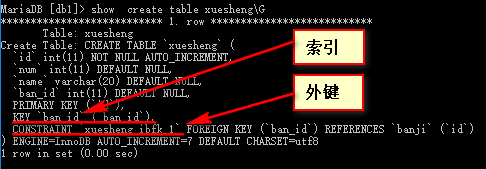 MariaDB [db1]> show  create table xuesheng\G
*************************** 1. row ***************************
       Table: xuesheng
Create Table: CREATE TABLE `xuesheng` (
  `id` int(11) NOT NULL AUTO_INCREMENT,
  `num` int(11) DEFAULT NULL,
  `name` varchar(20) DEFAULT NULL,
  `ban_id` int(11) DEFAULT NULL,
  PRIMARY KEY (`id`),
  KEY `ban_id` (`ban_id`),
  CONSTRAINT `xuesheng_ibfk_1` FOREIGN KEY (`ban_id`) REFERENCES `banji` (`id`)
) ENGINE=InnoDB AUTO_INCREMENT=7 DEFAULT CHARSET=utf8
1 row in set (0.00 sec)
索引
外键